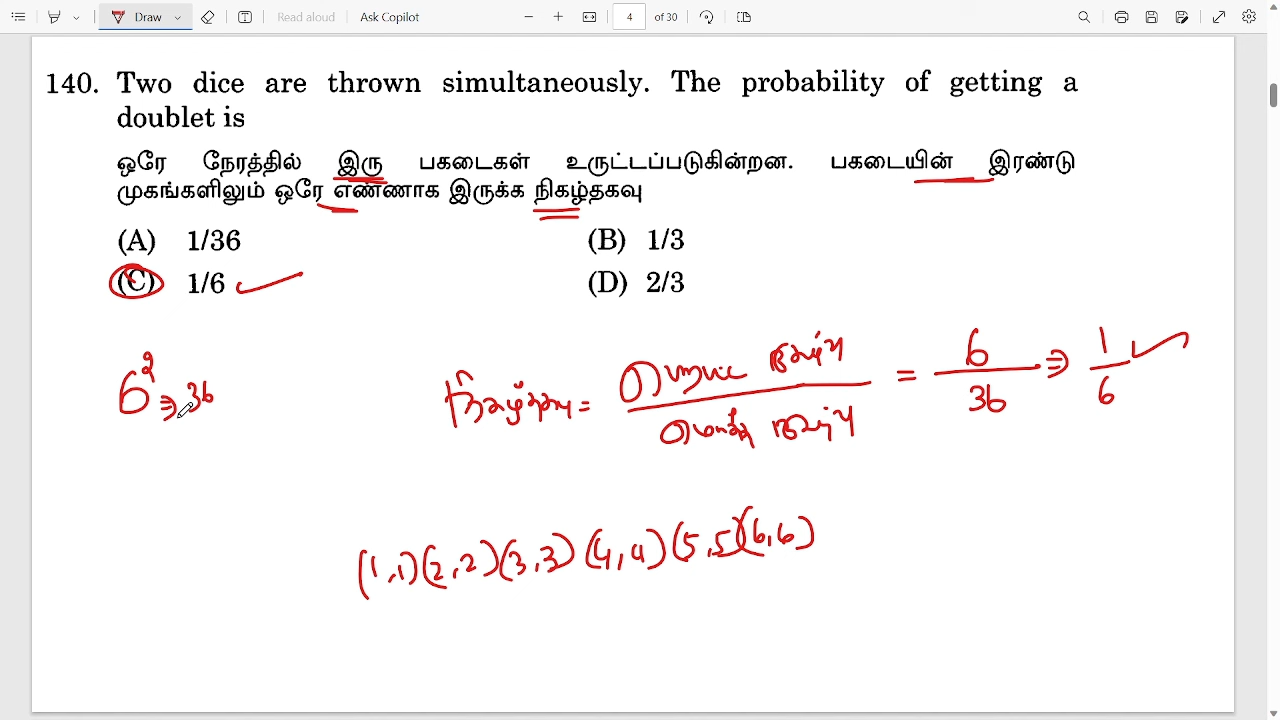 Draw Read aloud Ask Copilot 4 of 30
140. Two dice are thrown simultaneously. The probability of getting a
doublet is
ஒரே நேரத்தில் இரு பகடைகள் உருட்டப்படுகின்றன. பகடையின் இரண்டு
முகங்களிலும் ஒரே எண்ணாக இருக்க நிகழ்தகவு
(A) 1/36 (B) 1/3
(C) 1/6 (D) 2/3
6² ⇒ 36
= 6/36 ⇒ 1/6
(1,1)(2,2)(3,3)(4,4)(5,5)(6,6)